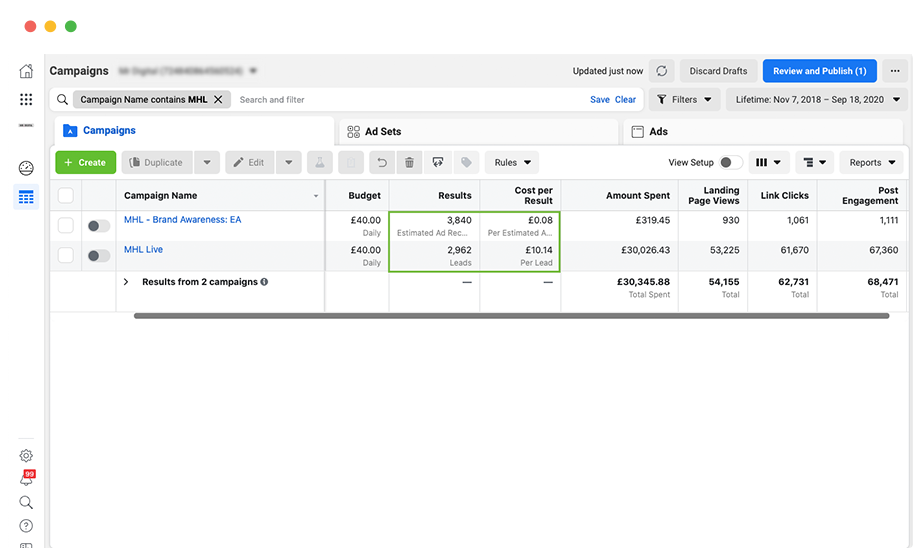 Campaigns
Updated just now
Discard Drafts
Review and Publish (1)
Campaign Name contains MHL
Search and filter
Save Clear
Filters
Lifetime: Nov 7, 2018 – Sep 18, 2020
Campaigns
Ad Sets
Ads
+ Create
Duplicate
Edit
Rules
View Setup
Reports
Campaign Name Budget Results Cost per Result Amount Spent Landing Page Views Link Clicks Post Engagement
MHL - Brand Awareness: EA £40.00 3,840 £0.08 £319.45 930 1,061 1,111
Daily Estimated Ad Rec... Per Estimated A...
MHL Live £40.00 2,962 £10.14 £30,026.43 53,225 61,670 67,360
Daily Leads Per Lead
Results from 2 campaigns — — £30,345.88 54,155 62,731 68,471
Total Spent Total Total Total
99